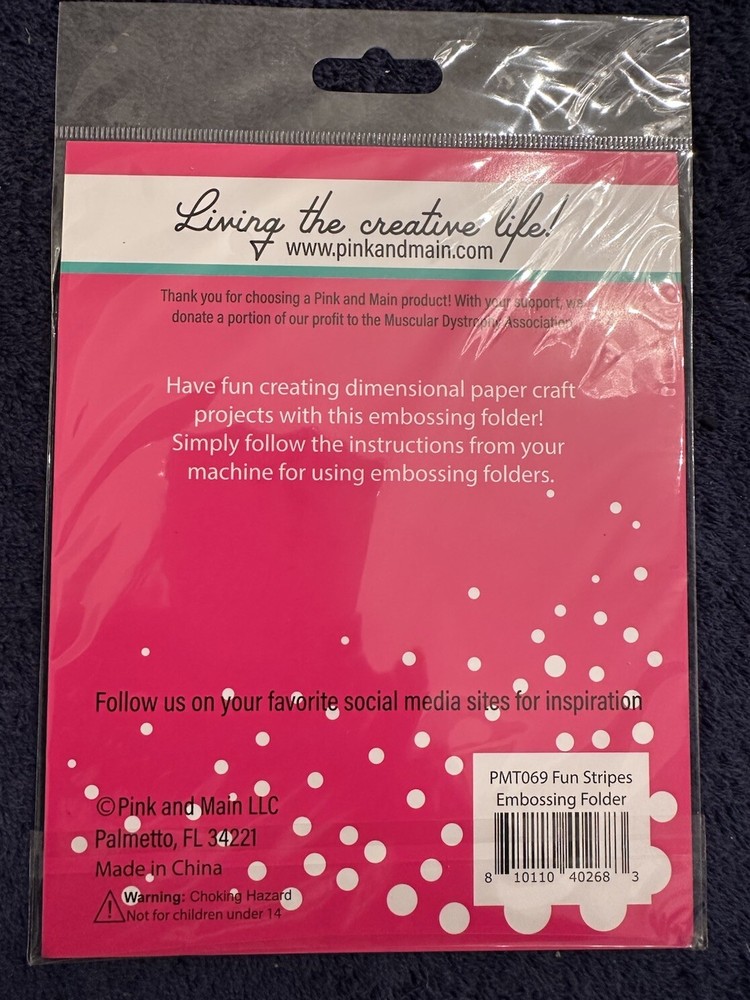 Living the creative life!
www.pinkandmain.com
Thank you for choosing a Pink and Main product! With your support, we
donate a portion of our profit to the Muscular Dystrophy Association.
Have fun creating dimensional paper craft
projects with this embossing folder!
Simply follow the instructions from your
machine for using embossing folders.
Follow us on your favorite social media sites for inspiration
©Pink and Main LLC
Palmetto, FL 34221
Made in China
Warning: Choking Hazard
Not for children under 14
PMT069 Fun Stripes
Embossing Folder
8 10110 40268 3